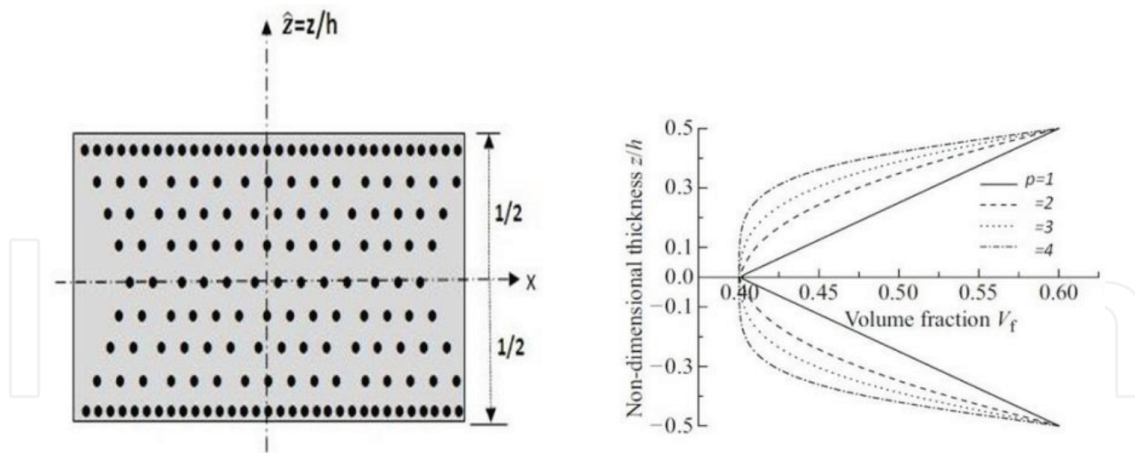 ẑ=z/h
1/2
X
1/2
Non-dimensional thickness z/h
0.5
0.3
0.1
0.0
−0.1
−0.3
−0.5
p=1
=2
=3
=4
0.40 0.45 0.50 0.55 0.60
Volume fraction Vf